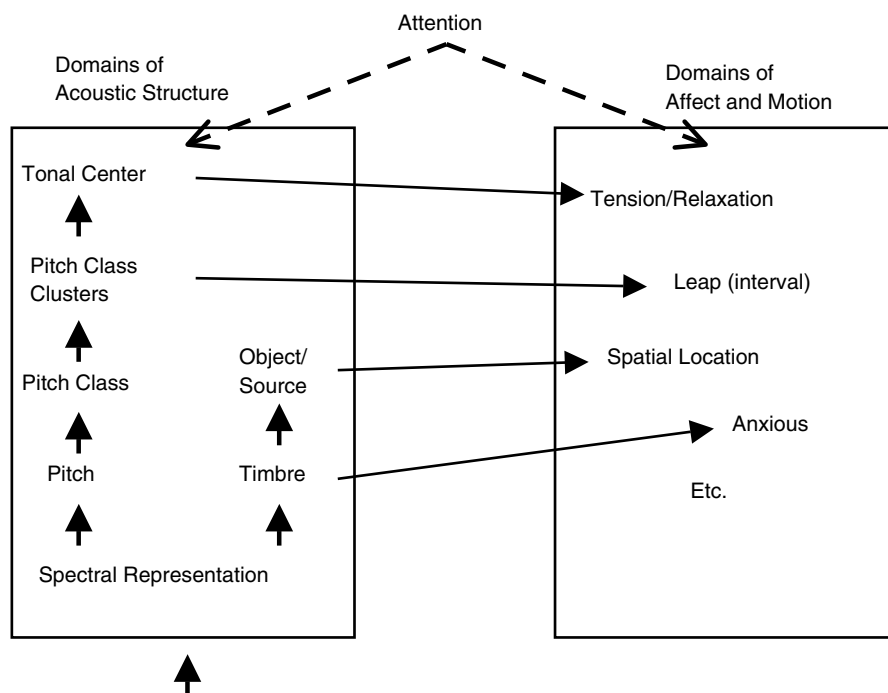 Attention
Domains of
Acoustic Structure
Domains of
Affect and Motion
Tonal Center
Tension/Relaxation
Pitch Class
Clusters
Leap (interval)
Object/
Source
Spatial Location
Pitch Class
Anxious
Pitch
Timbre
Etc.
Spectral Representation